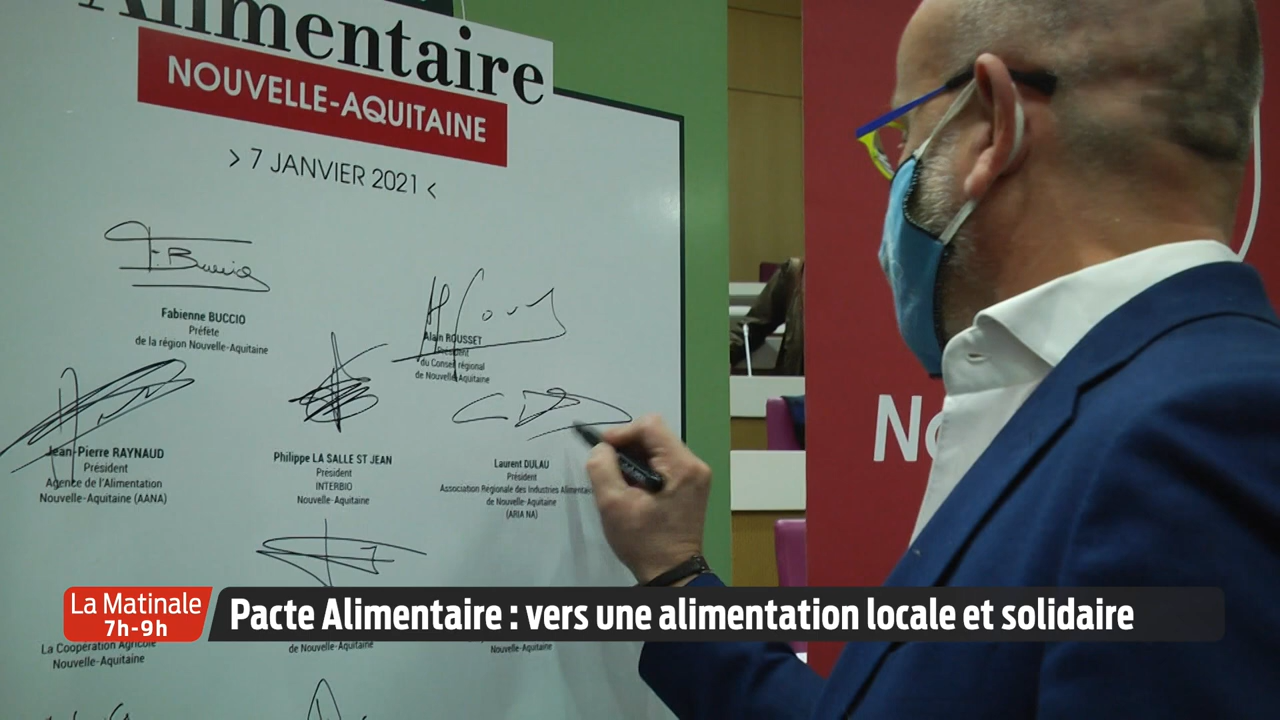 Alimentaire
NOUVELLE-AQUITAINE
> 7 JANVIER 2021 <
F. Buccio
Fabienne BUCCIO
Préfète
de la région Nouvelle-Aquitaine
Alain ROUSSET
Président
du Conseil régional
de Nouvelle-Aquitaine
Jean-Pierre RAYNAUD
Président
Agence de l'Alimentation
Nouvelle-Aquitaine (AANA)
Philippe LA SALLE ST JEAN
Président
INTERBIO
Nouvelle-Aquitaine
Laurent DULAU
Président
Association Régionale des Industries Alimentaires
de Nouvelle-Aquitaine
(ARIA NA)
No
La Matinale
7h-9h
Pacte Alimentaire : vers une alimentation locale et solidaire
La Coopération Agricole
Nouvelle-Aquitaine
de Nouvelle-Aquitaine
Nouvelle-Aquitaine